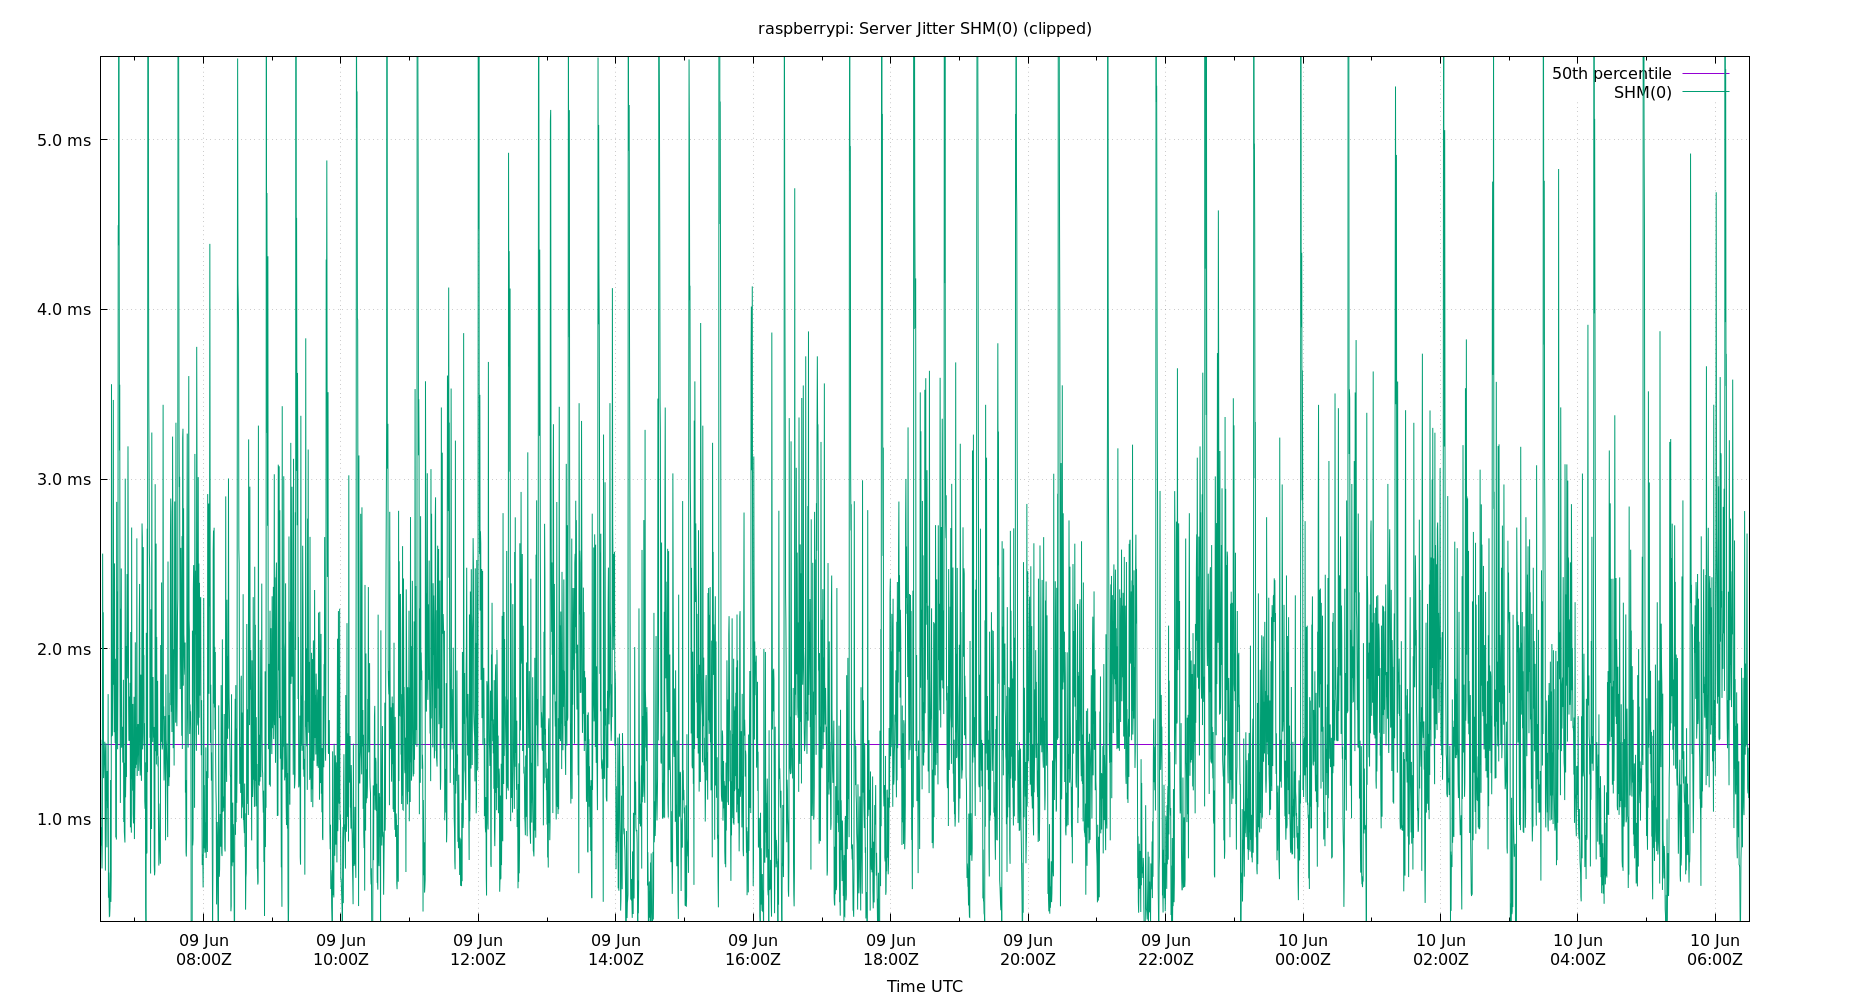 raspberrypi: Server Jitter SHM(0) (clipped)
50th percentile
SHM(0)
5.0 ms
4.0 ms
3.0 ms
2.0 ms
1.0 ms
09 Jun 09 Jun 09 Jun 09 Jun 09 Jun 09 Jun 09 Jun 09 Jun 10 Jun 10 Jun 10 Jun 10 Jun
08:00Z 10:00Z 12:00Z 14:00Z 16:00Z 18:00Z 20:00Z 22:00Z 00:00Z 02:00Z 04:00Z 06:00Z
Time UTC